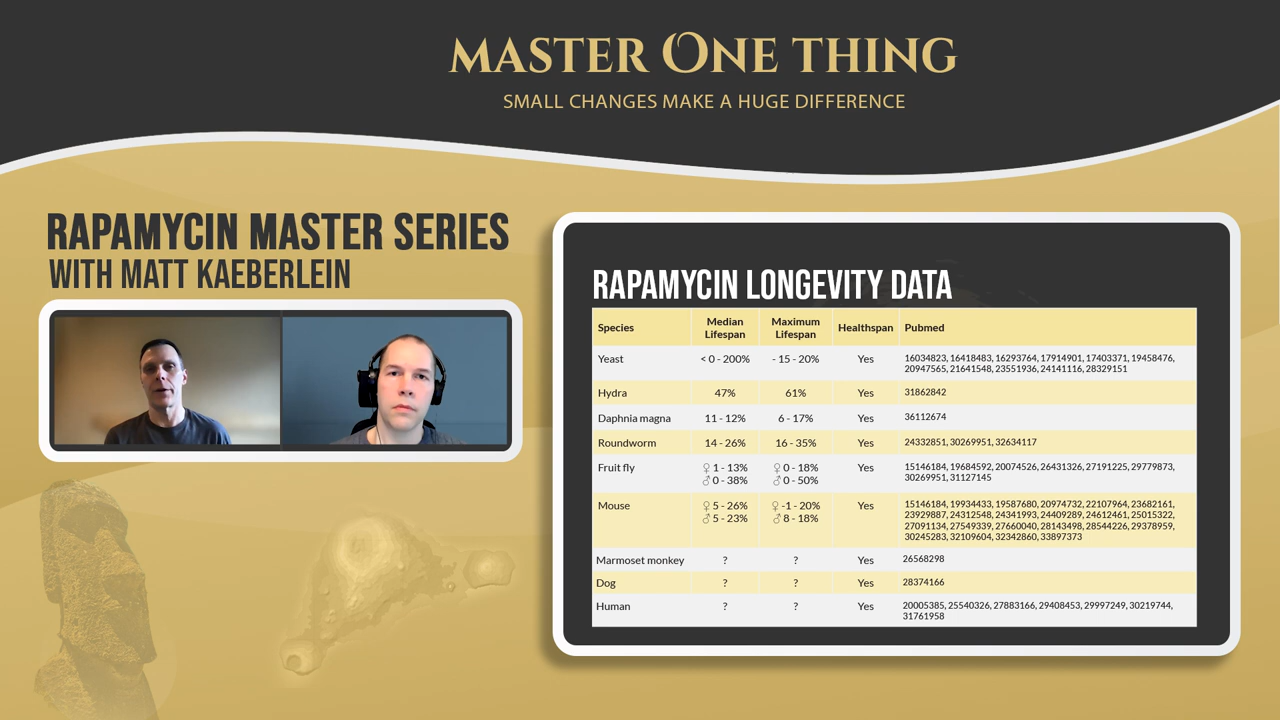 MASTER ONE THING
SMALL CHANGES MAKE A HUGE DIFFERENCE
RAPAMYCIN MASTER SERIES
WITH MATT KAEBERLEIN
RAPAMYCIN LONGEVITY DATA
Species Median Lifespan Maximum Lifespan Healthspan Pubmed
Yeast < 0 - 200% - 15 - 20% Yes 16034823, 16418483, 16293764, 17914901, 17403371, 19458476,
20947565, 21641548, 23551936, 24141116, 28329151
Hydra 47% 61% Yes 31862842
Daphnia magna 11 - 12% 6 - 17% Yes 36112674
Roundworm 14 - 26% 16 - 35% Yes 24332851, 30269951, 32634117
Fruit fly ♀ 1 - 13% ♀ 0 - 18% Yes 15146184, 19684592, 20074526, 26431326, 27191225, 29779873,
♂ 0 - 38% ♂ 0 - 50% 30269951, 31127145
Mouse ♀ 5 - 26% ♀ -1 - 20% Yes 15146184, 19934433, 19587680, 20974732, 22107964, 23682161,
♂ 5 - 23% ♂ 8 - 18% 23929887, 24312548, 24341993, 24409289, 24612461, 25015322,
27091134, 27549339, 27660040, 28143498, 28544226, 29378959,
30245283, 32109604, 32342860, 33897373
Marmoset monkey ? ? Yes 26568298
Dog ? ? Yes 28374166
Human ? ? Yes 20005385, 25540326, 27883166, 29408453, 29997249, 30219744,
31761958